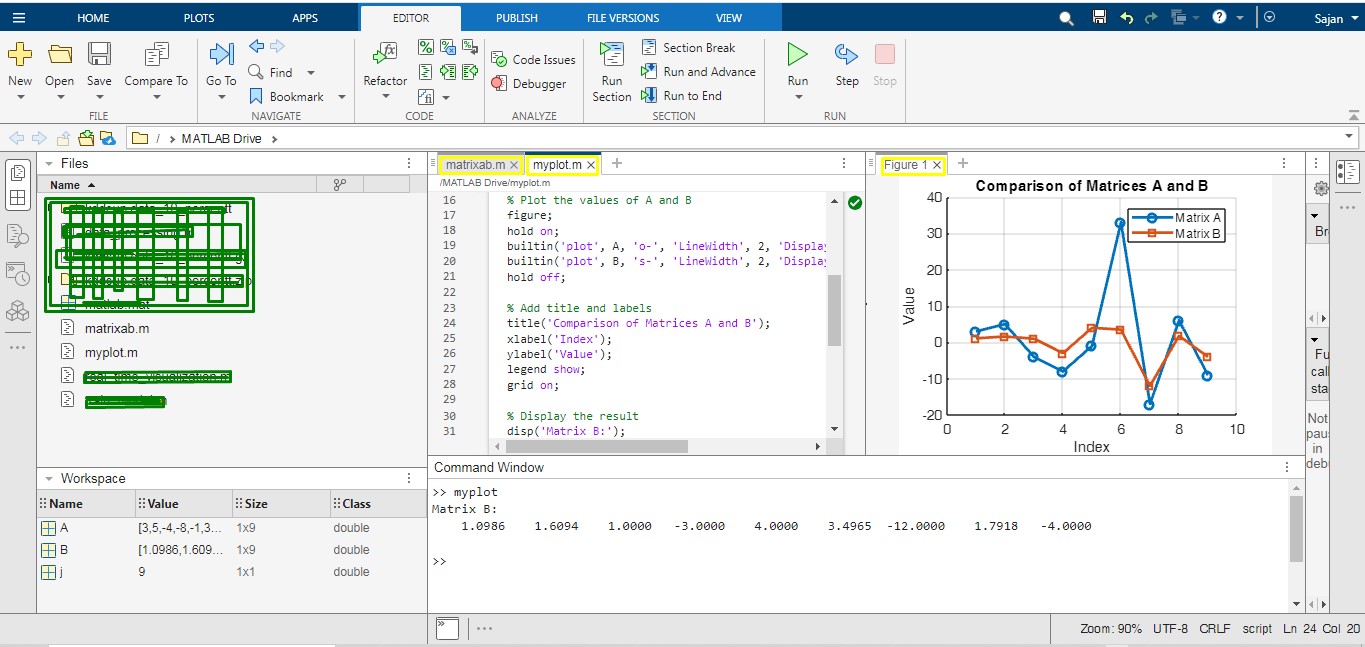 HOME PLOTS APPS EDITOR PUBLISH FILE VERSIONS VIEW Sajan
New Open Save Compare To
FILE
Go To Find Bookmark
NAVIGATE
Refactor
CODE
Code Issues
Debugger
ANALYZE
Run Section
Section Break
Run and Advance
Run to End
SECTION
Run Step Stop
RUN
/ MATLAB Drive
Files
Name
matlab.mat
matrixab.m
myplot.m
Workspace
Name Value Size Class
A [3,5,-4,-8,-1,3... 1x9 double
B [1.0986,1.609... 1x9 double
j 9 1x1 double
matrixab.m myplot.m
/MATLAB Drive/myplot.m
16 % Plot the values of A and B
17 figure;
18 hold on;
19 builtin('plot', A, 'o-', 'LineWidth', 2, 'Display
20 builtin('plot', B, 's-', 'LineWidth', 2, 'Display
21 hold off;
22
23 % Add title and labels
24 title('Comparison of Matrices A and B');
25 xlabel('Index');
26 ylabel('Value');
27 legend show;
28 grid on;
29
30 % Display the result
31 disp('Matrix B:');
Figure 1
Comparison of Matrices A and B
Matrix A
Matrix B
40
30
20
10
0
-10
-20
Value
0 2 4 6 8 10
Index
Br
Fu
call
sta
Not
pau
in
deb
Command Window
>> myplot
Matrix B:
1.0986 1.6094 1.0000 -3.0000 4.0000 3.4965 -12.0000 1.7918 -4.0000
>>
Zoom: 90% UTF-8 CRLF script Ln 24 Col 20